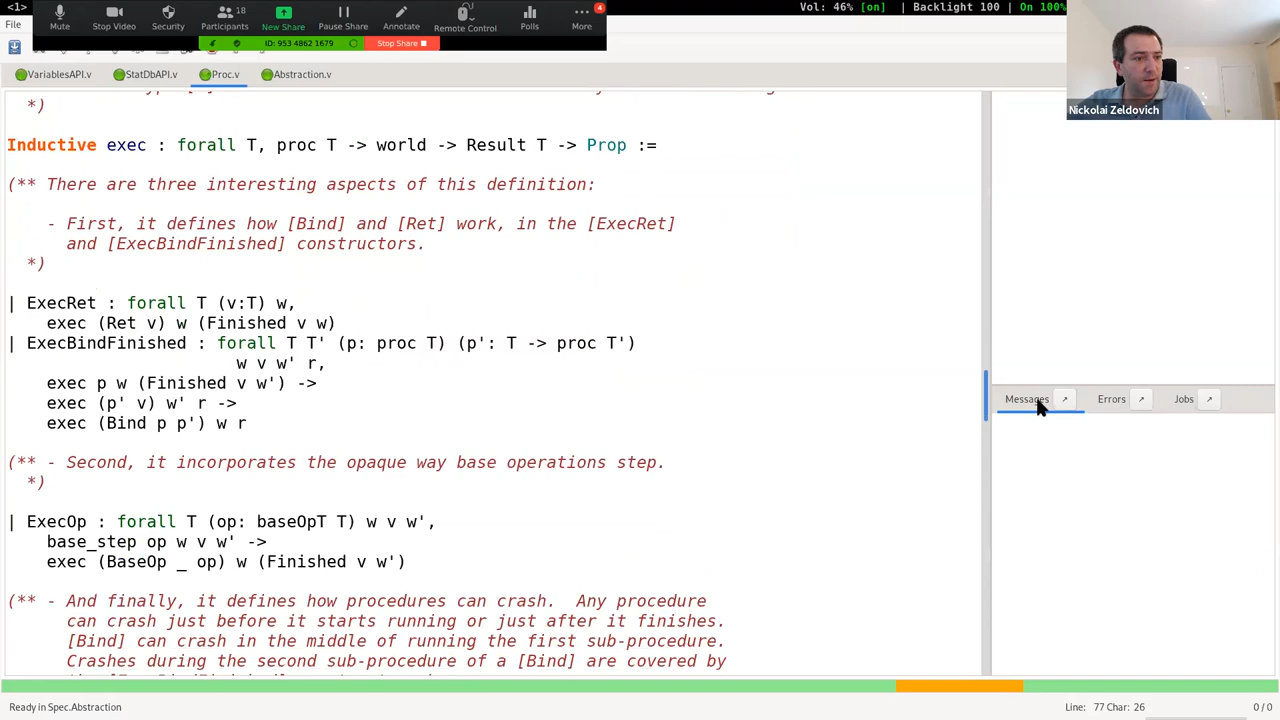 <1>
Vol: 46% [on] | Backlight 100 | On 100%
File
Mute
Stop Video
Security
Participants
18
New Share
Pause Share
Annotate
Remote Control
Polls
More
4
ID: 953 4862 1679
Stop Share
Nickolai Zeldovich
VariablesAPI.v
StatDbAPI.v
Proc.v
Abstraction.v
*)
Inductive exec : forall T, proc T -> world -> Result T -> Prop :=
(** There are three interesting aspects of this definition:
- First, it defines how [Bind] and [Ret] work, in the [ExecRet]
and [ExecBindFinished] constructors.
*)
| ExecRet : forall T (v:T) w,
exec (Ret v) w (Finished v w)
| ExecBindFinished : forall T T' (p: proc T) (p': T -> proc T')
w v w' r,
exec p w (Finished v w') ->
exec (p' v) w' r ->
exec (Bind p p') w r
(** - Second, it incorporates the opaque way base operations step.
*)
| ExecOp : forall T (op: baseOpT T) w v w',
base_step op w v w' ->
exec (BaseOp _ op) w (Finished v w')
(** - And finally, it defines how procedures can crash.  Any procedure
can crash just before it starts running or just after it finishes.
[Bind] can crash in the middle of running the first sub-procedure.
Crashes during the second sub-procedure of a [Bind] are covered by
Messages
Errors
Jobs
Ready in Spec.Abstraction
Line: 77 Char: 26
0 / 0